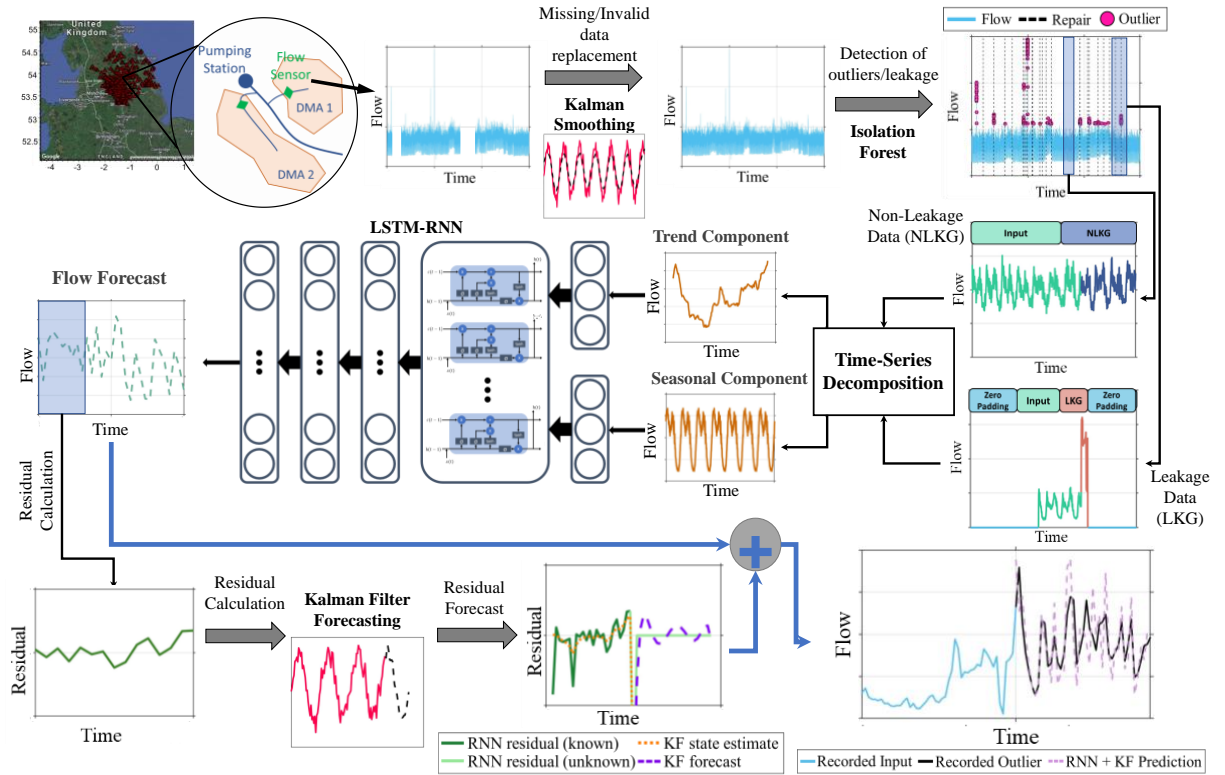 United
Kingdom
55
54.5
54
53.5
53
52.5
-4
-3
-2
-1
0
1
Google
Pumping
Station
Flow
Sensor
DMA 1
DMA 2
Flow
Time
Missing/Invalid
data
replacement
Kalman
Smoothing
Flow
Time
Detection of
outliers/leakage
Isolation
Forest
Flow
Repair
Outlier
Flow
Time
Non-Leakage
Data (NLKG)
Input
NLKG
Flow
Time
LSTM-RNN
Trend Component
Flow
Time
Time-Series
Decomposition
Seasonal Component
Flow
Time
Zero
Padding
Input
LKG
Zero
Padding
Flow
Time
Leakage
Data
(LKG)
Flow Forecast
Flow
Time
Residual
Calculation
+
Residual
Time
Residual
Calculation
Kalman Filter
Forecasting
Residual
Forecast
Residual
Time
RNN residual (known)
KF state estimate
RNN residual (unknown)
KF forecast
Flow
Time
Recorded Input
Recorded Outlier
RNN + KF Prediction